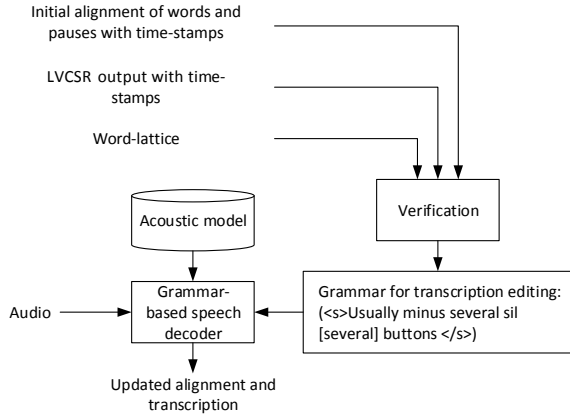 Initial alignment of words and
pauses with time-stamps
LVCSR output with time-
stamps
Word-lattice
Verification
Acoustic model
Grammar for transcription editing:
(<s>Usually minus several sil
[several] buttons </s>)
Grammar-
based speech
decoder
Audio
Updated alignment and
transcription